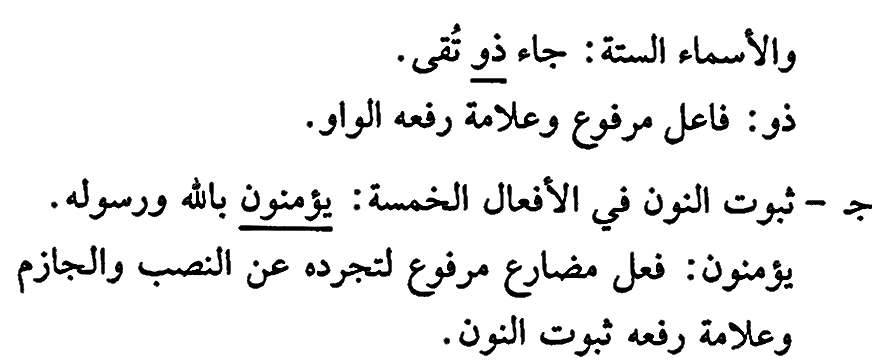 والأسماء الستة: جاء ذو تُقى.
ذو: فاعل مرفوع وعلامة رفعه الواو.
جـ - ثبوت النون في الأفعال الخمسة: يؤمنون بالله ورسوله.
يؤمنون: فعل مضارع مرفوع لتجرده عن النصب والجازم
وعلامة رفعه ثبوت النون.